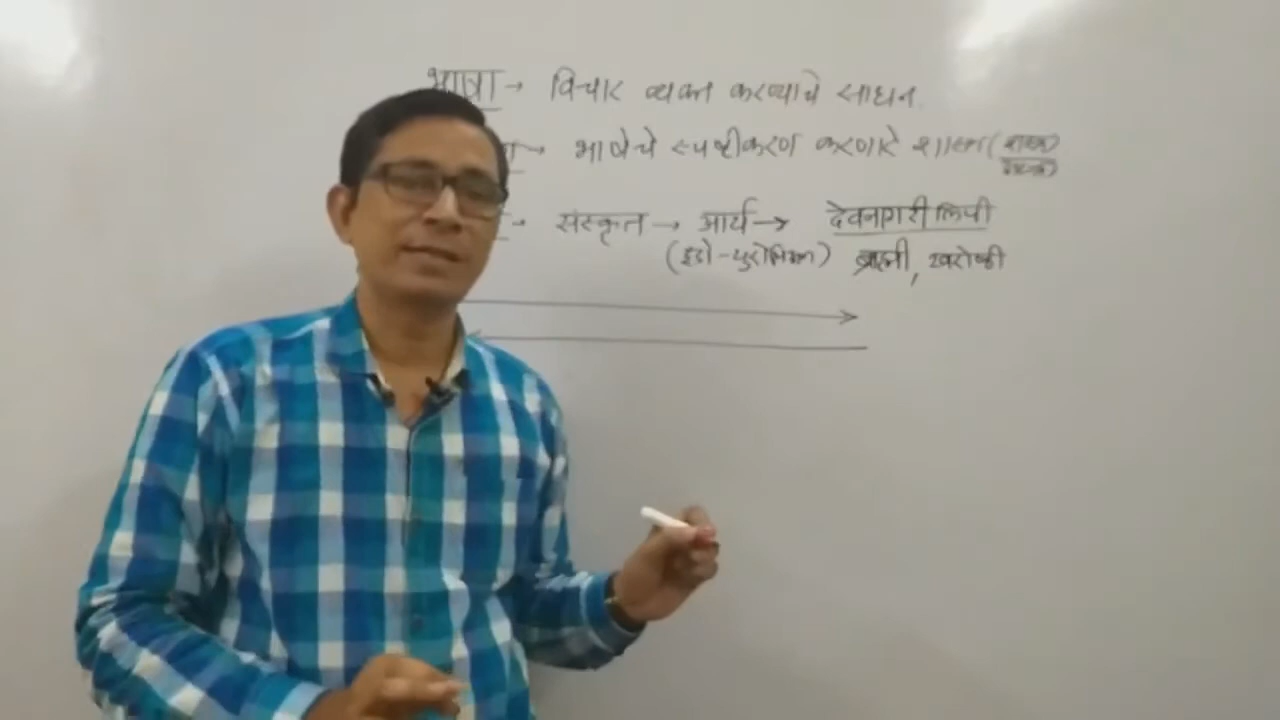 भाषा → विचार व्यक्त करण्याचे साधन.
→ भाषेचे स्पष्टीकरण करणारे शास्त्र (
→ संस्कृत → आर्य → देवनागरी लिपी
(इंडो-युरोपियन) ब्राह्मी, खरोष्ठी